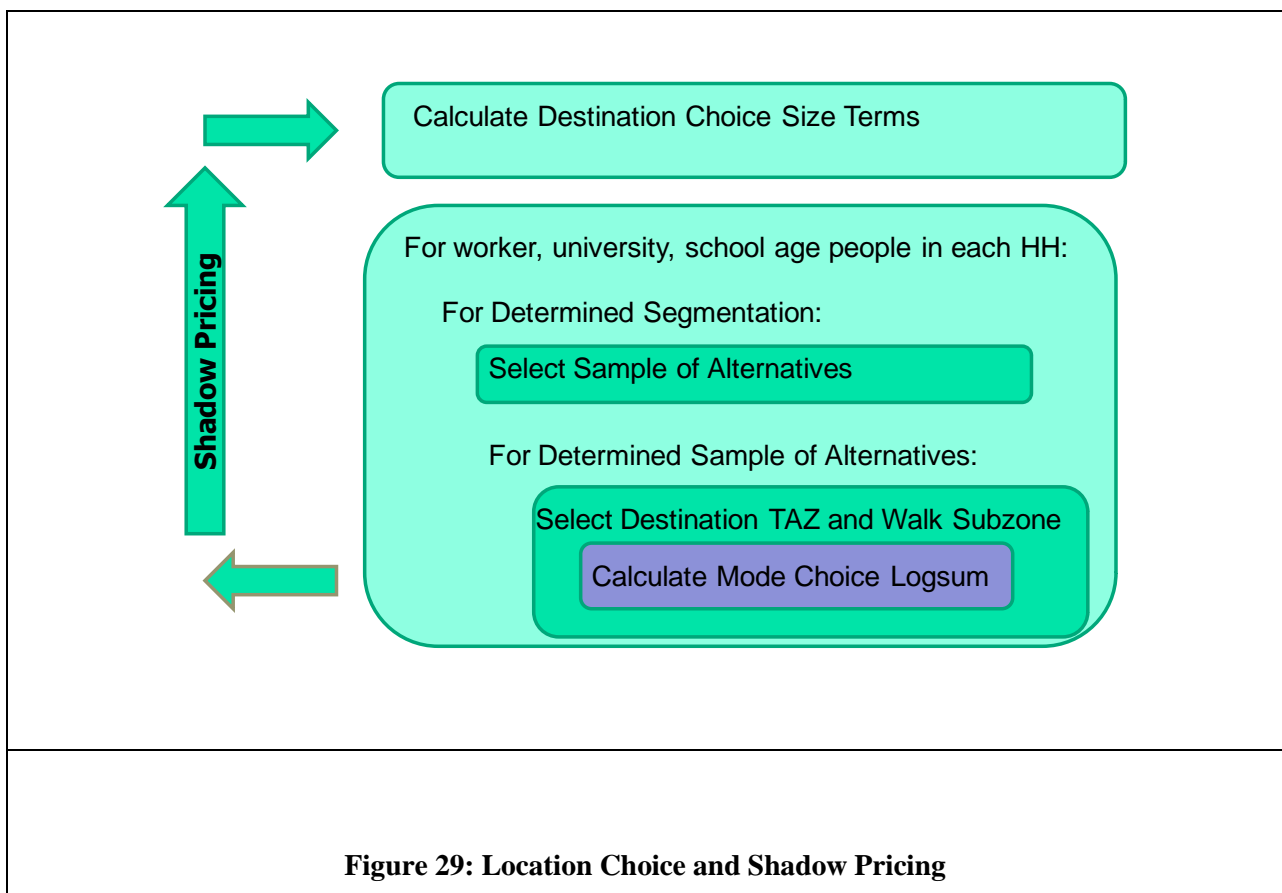 Calculate Destination Choice Size Terms
For worker, university, school age people in each HH:
For Determined Segmentation:
Select Sample of Alternatives
For Determined Sample of Alternatives:
Select Destination TAZ and Walk Subzone
Calculate Mode Choice Logsum
Shadow Pricing
Figure 29: Location Choice and Shadow Pricing